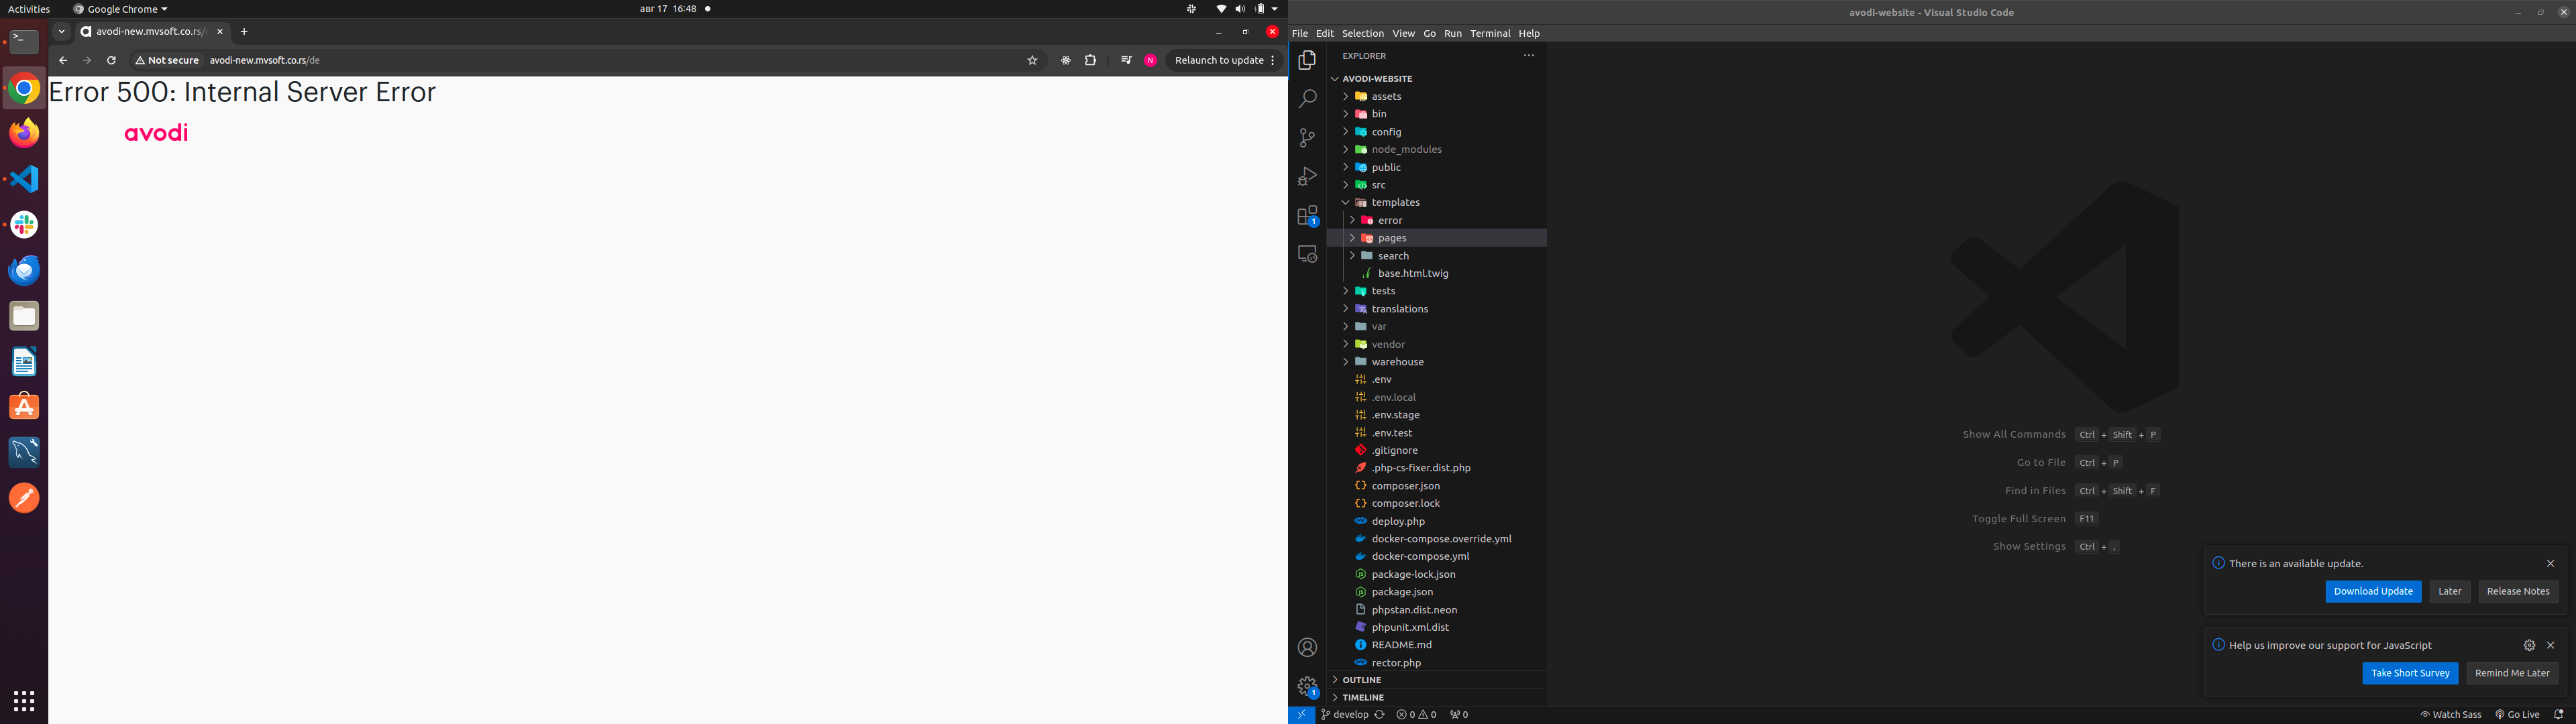 Activities
Google Chrome
авг 17 16:48
avodi-new.mvsoft.co.rs/
Not secure
avodi-new.mvsoft.co.rs/de
N
Relaunch to update
Error 500: Internal Server Error
avodi
avodi-website - Visual Studio Code
File Edit Selection View Go Run Terminal Help
EXPLORER
AVODI-WEBSITE
assets
bin
config
node_modules
public
src
templates
error
pages
search
base.html.twig
tests
translations
var
vendor
warehouse
.env
.env.local
.env.stage
.env.test
.gitignore
.php-cs-fixer.dist.php
composer.json
composer.lock
deploy.php
docker-compose.override.yml
docker-compose.yml
package-lock.json
package.json
phpstan.dist.neon
phpunit.xml.dist
README.md
rector.php
OUTLINE
TIMELINE
1
1
Show All Commands Ctrl + Shift + P
Go to File Ctrl + P
Find in Files Ctrl + Shift + F
Toggle Full Screen F11
Show Settings Ctrl + ,
There is an available update.
Download Update Later Release Notes
Help us improve our support for JavaScript
Take Short Survey Remind Me Later
develop 0 0 0
Watch Sass Go Live